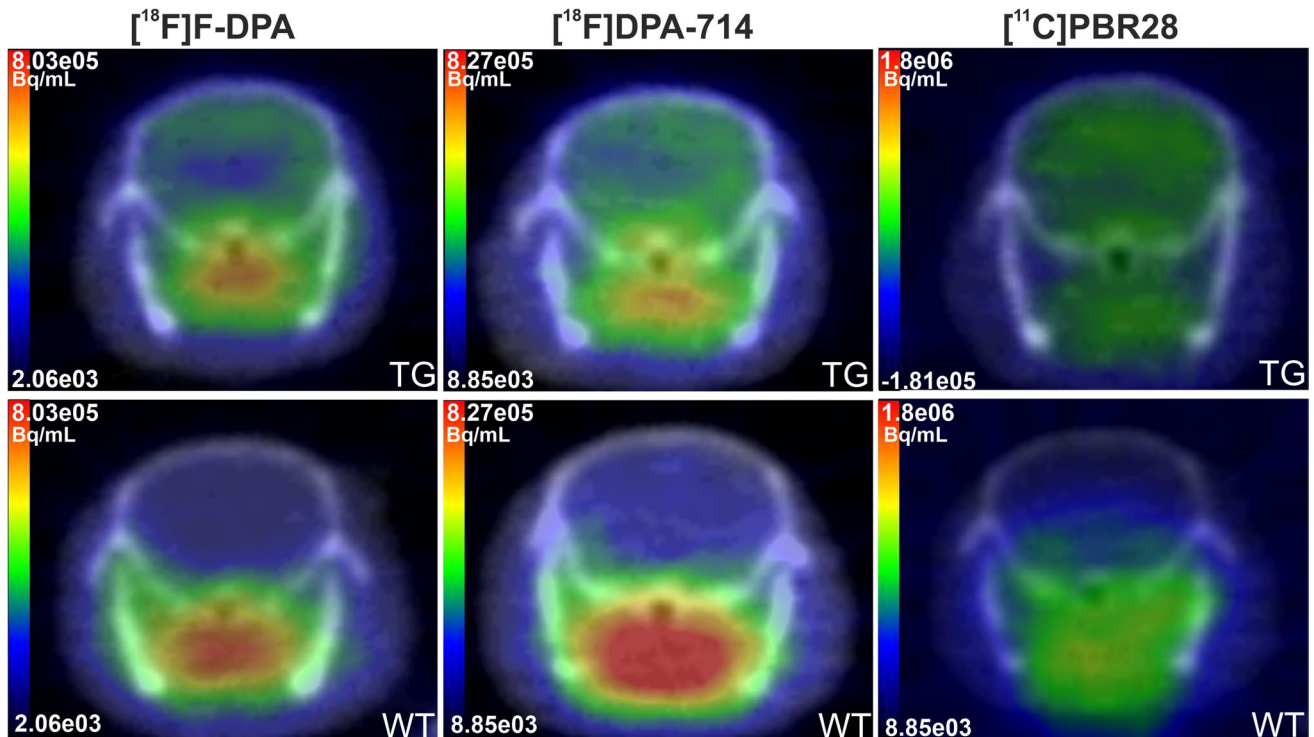 [¹⁸F]F-DPA
[¹⁸F]DPA-714
[¹¹C]PBR28
8.03e05
Bq/mL
2.06e03
TG
8.27e05
Bq/mL
8.85e03
TG
1.8e06
Bq/mL
-1.81e05
TG
8.03e05
Bq/mL
2.06e03
WT
8.27e05
Bq/mL
8.85e03
WT
1.8e06
Bq/mL
8.85e03
WT